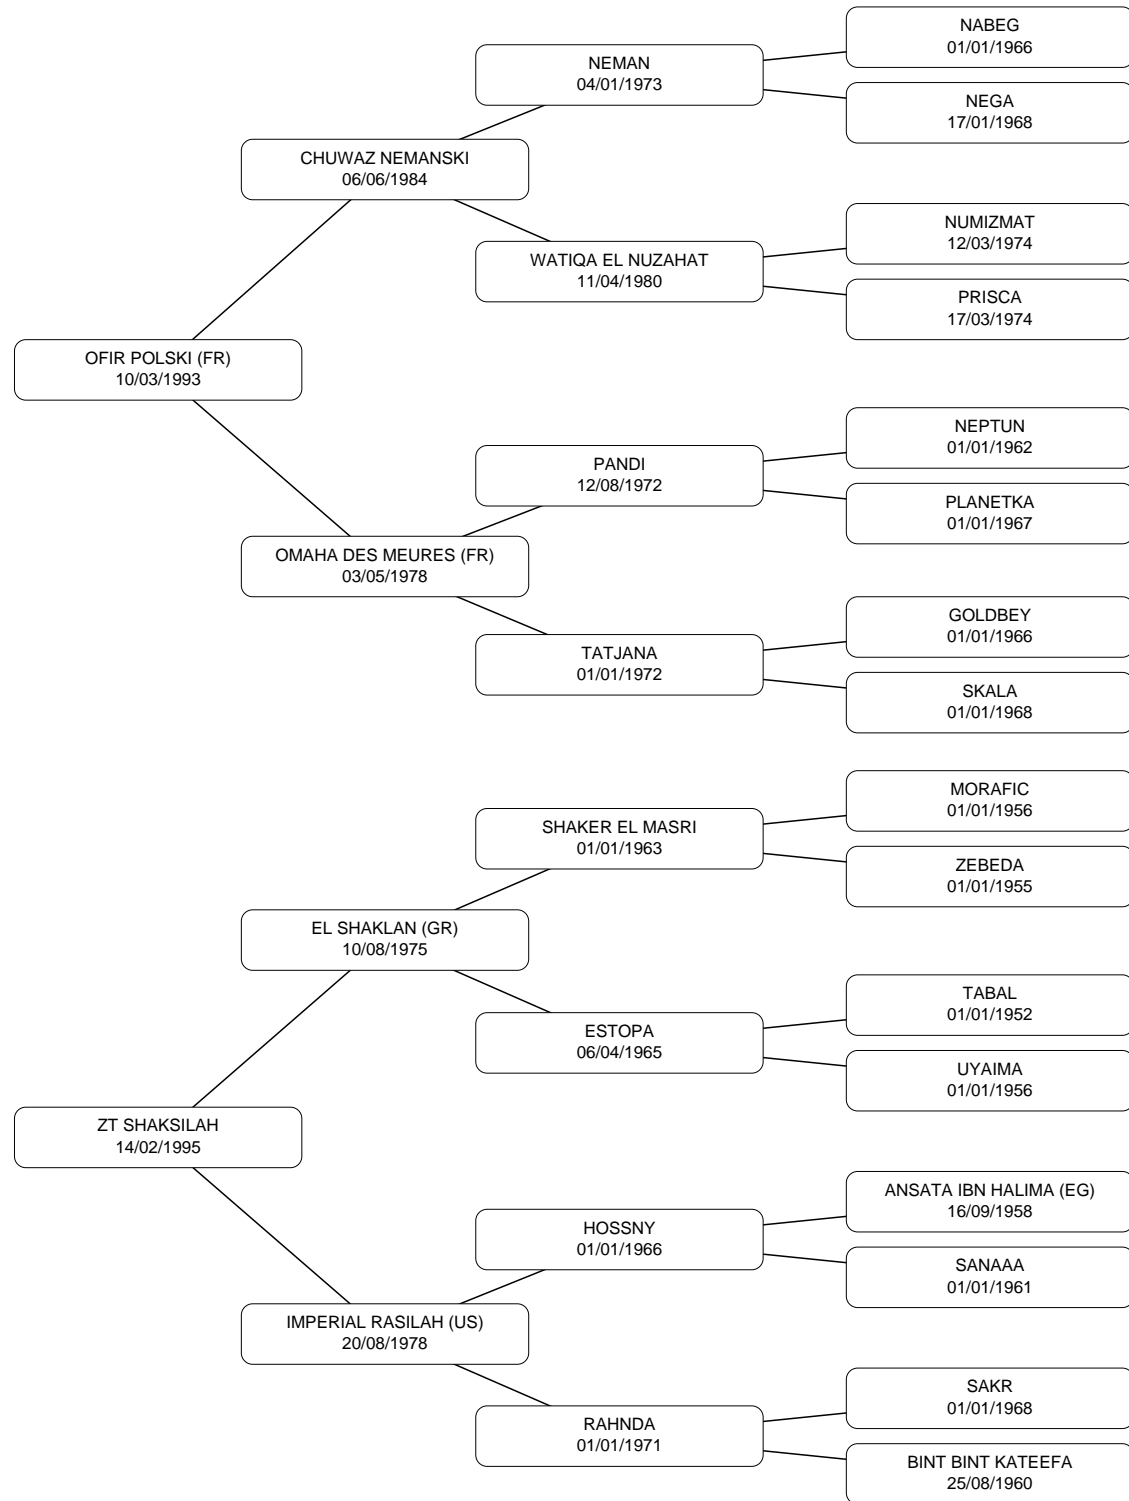 NABEG
01/01/1966
NEMAN
04/01/1973
NEGA
17/01/1968
CHUWAZ NEMANSKI
06/06/1984
NUMIZMAT
12/03/1974
WATIQA EL NUZAHAT
11/04/1980
PRISCA
17/03/1974
OFIR POLSKI (FR)
10/03/1993
NEPTUN
01/01/1962
PANDI
12/08/1972
PLANETKA
01/01/1967
OMAHA DES MEURES (FR)
03/05/1978
GOLDBEY
01/01/1966
TATJANA
01/01/1972
SKALA
01/01/1968
MORAFIC
01/01/1956
SHAKER EL MASRI
01/01/1963
ZEBEDA
01/01/1955
EL SHAKLAN (GR)
10/08/1975
TABAL
01/01/1952
ESTOPA
06/04/1965
UYAIMA
01/01/1956
ZT SHAKSILAH
14/02/1995
ANSATA IBN HALIMA (EG)
16/09/1958
HOSSNY
01/01/1966
SANAAA
01/01/1961
IMPERIAL RASILAH (US)
20/08/1978
SAKR
01/01/1968
RAHNDA
01/01/1971
BINT BINT KATEEFA
25/08/1960